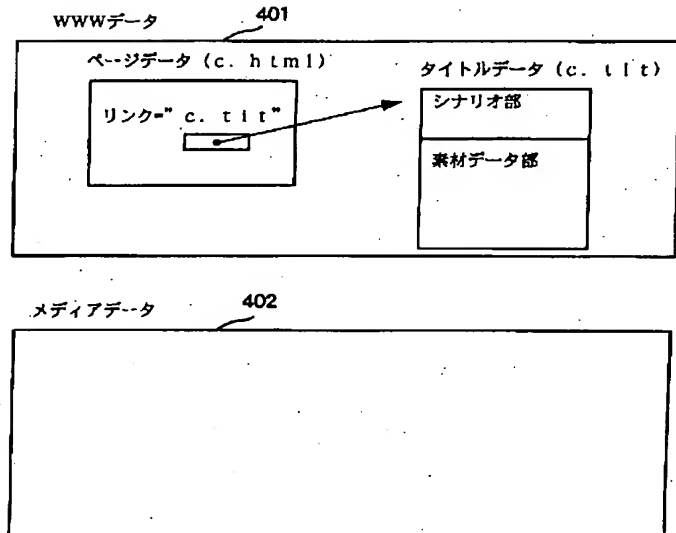 WWWデータ
401
ページデータ (c. html)
リンク="c. tit"
タイトルデータ (c. tit)
シナリオ部
素材データ部
メディアデータ
402